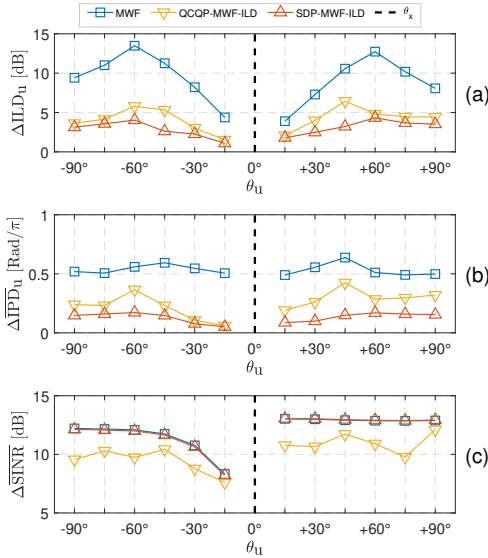 MWF QCQP-MWF-ILD SDP-MWF-ILD θx
15
10
5
0
ΔILDu [dB]
-90° -60° -30° 0° +30° +60° +90°
θu
(a)
1
0.5
0
ΔIPDu [Rad/π]
-90° -60° -30° 0° +30° +60° +90°
θu
(b)
15
10
5
ΔSINR [dB]
-90° -60° -30° 0° +30° +60° +90°
θu
(c)